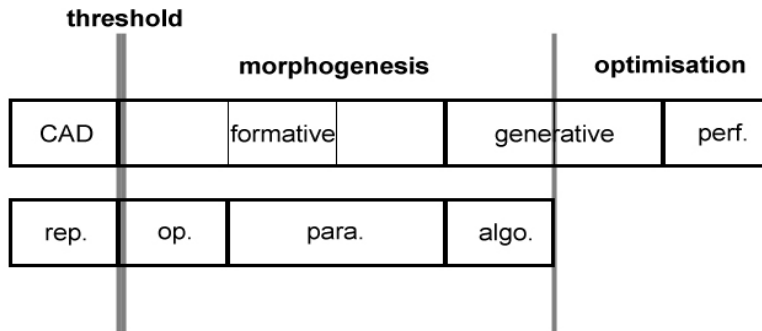 threshold
morphogenesis optimisation
CAD formative generative perf.
rep. op. para. algo.